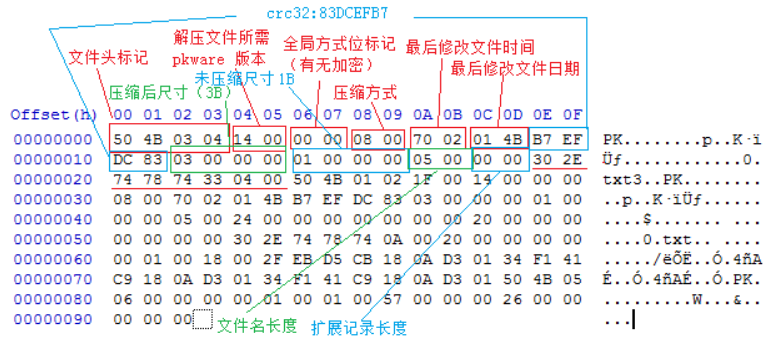 crc32:83DCEFB7
文件头标记
解压文件所需
pkware 版本
全局方式位标记
（有无加密）
最后修改文件时间
最后修改文件日期
压缩后尺寸（3B）
未压缩尺寸1B
压缩方式
Offset(h) 00 01 02 03 04 05 06 07 08 09 0A 0B 0C 0D 0E 0F
00000000 50 4B 03 04 14 00 00 00 08 00 70 02 01 4B B7 EF PK........p..K·ï
00000010 DC 83 03 00 00 00 01 00 00 00 05 00 00 00 30 2E Üƒ............0.
00000020 74 78 74 33 04 00 50 4B 01 02 1F 00 14 00 00 00 txt3..PK........
00000030 08 00 70 02 01 4B B7 EF DC 83 03 00 00 00 01 00 ..p..K·ïÜƒ......
00000040 00 00 05 00 24 00 00 00 00 00 00 00 20 00 00 00 ....$....... ...
00000050 00 00 00 00 30 2E 74 78 74 0A 00 20 00 00 00 00 ....0.txt.. ....
00000060 01 00 18 00 2F EB D5 CB 18 0A D3 01 34 F1 41 ..../ëÕË..Ó.4ñA
00000070 C9 18 0A D3 01 34 F1 41 C9 18 0A D3 01 50 4B 05 É..Ó.4ñAÉ..Ó.PK.
00000080 06 00 00 00 00 01 00 01 00 57 00 00 00 26 00 00 .........W...&..
00000090 00 00 00 ...
文件名长度
扩展记录长度